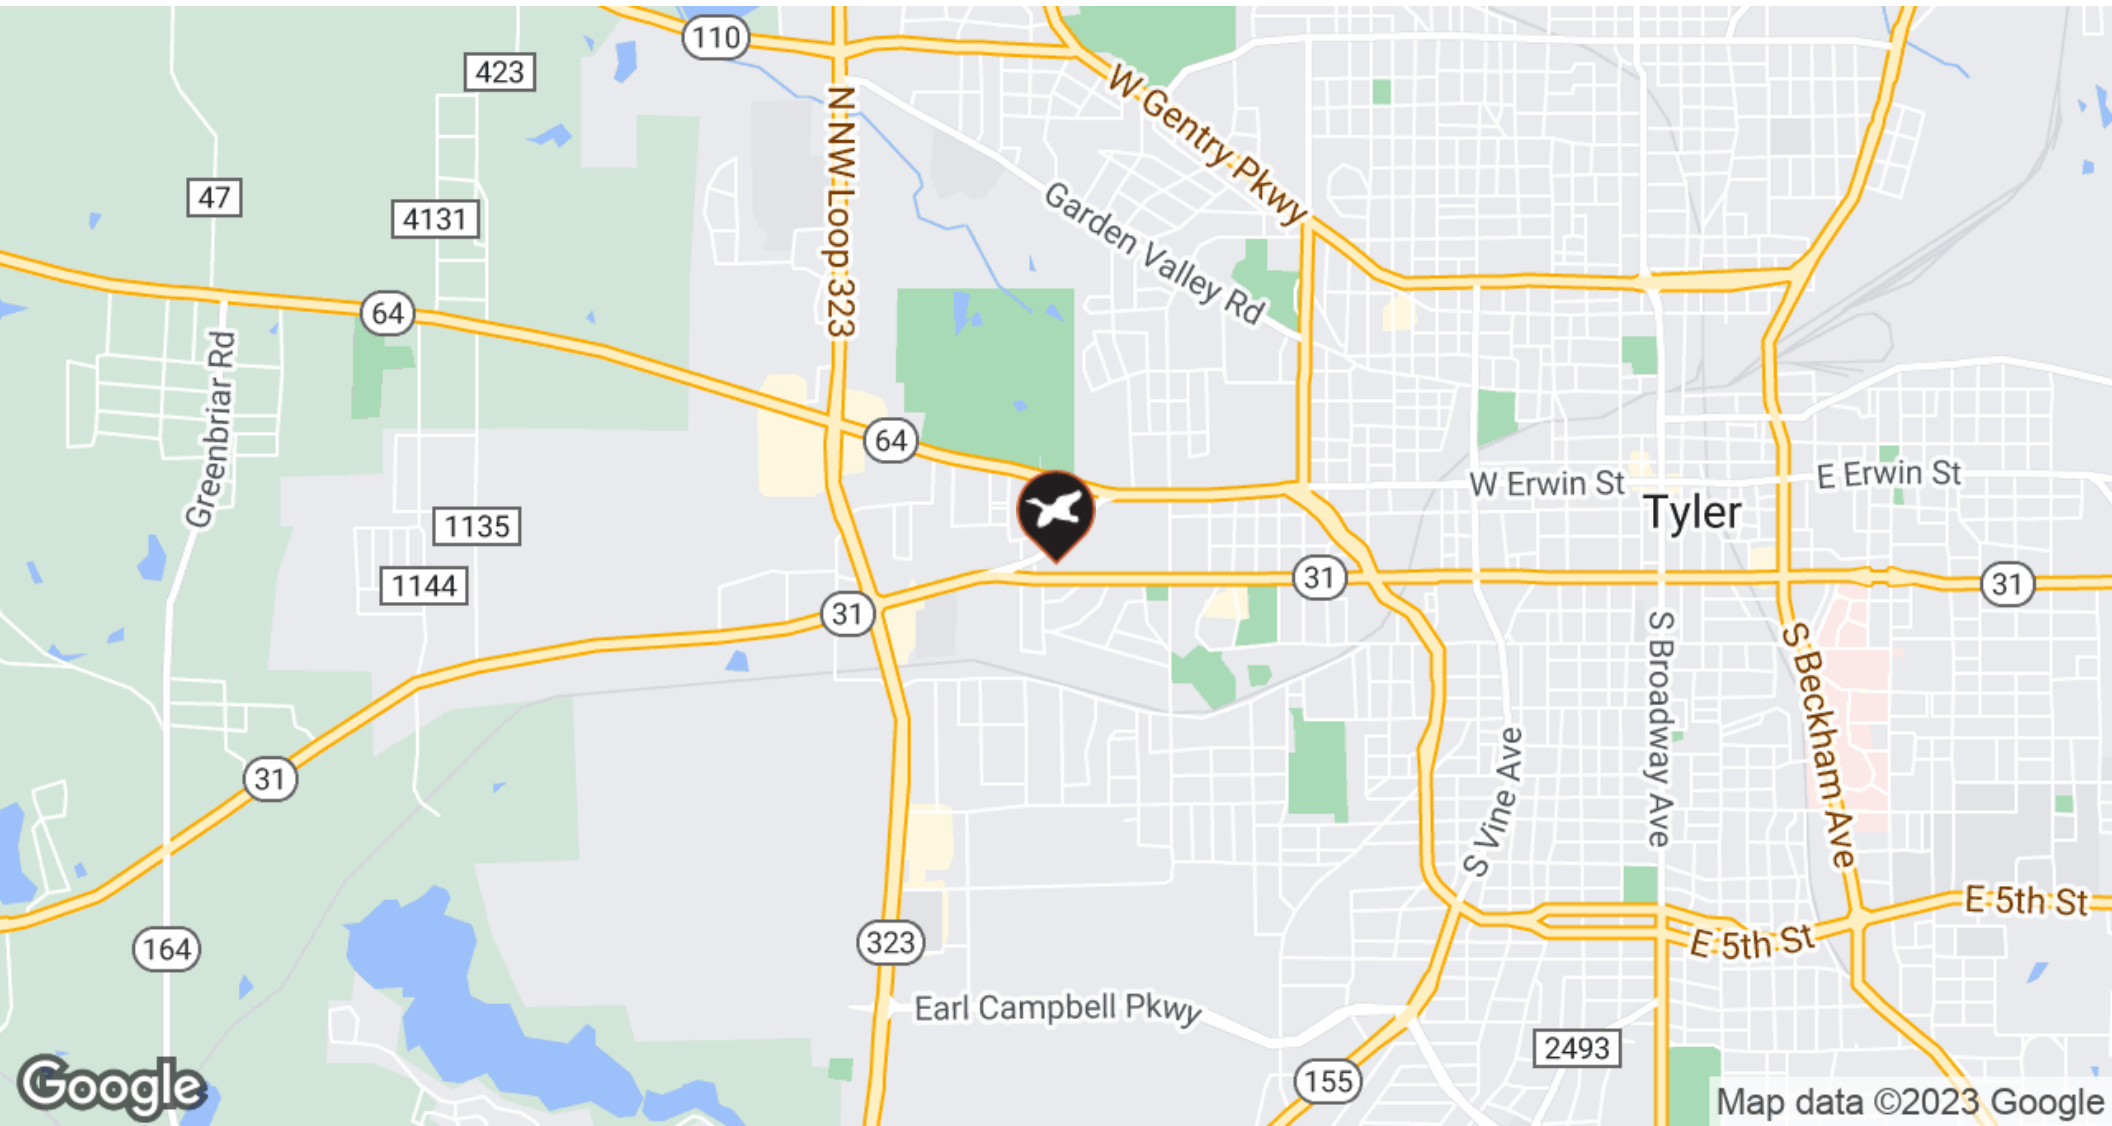 110
423
W Gentry Pkwy
N NW Loop 323
47
4131
Garden Valley Rd
64
Greenbriar Rd
64
W Erwin St
E Erwin St
Tyler
1135
1144
31
31
31
S Broadway Ave
S Beckham Ave
31
S Vine Ave
E 5th St
E 5th St
164
323
Earl Campbell Pkwy
2493
155
Google
Map data ©2023 Google